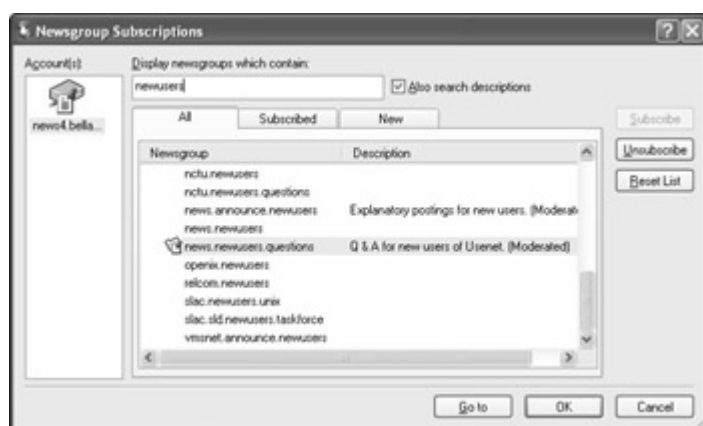 Newsgroup Subscriptions
Account(s):
Display newsgroups which contain:
newusers
Also search descriptions
news4.bella...
All Subscribed New
Subscribe
Unsubscribe
Reset List
Newsgroup Description
nctu.newusers
nctu.newusers.questions
news.announce.newusers Explanatory postings for new users. (Moderat
news.newusers
news.newusers.questions Q & A for new users of Usenet. (Moderated)
openix.newusers
relcom.newusers
slac.newusers.unix
slac.sld.newusers.taskforce
vmsnet.announce.newusers
Go to OK Cancel